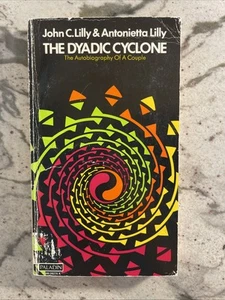 John C.Lilly & Antonietta Lilly
THE DYADIC CYCLONE
The Autobiography Of A Couple
PALADIN